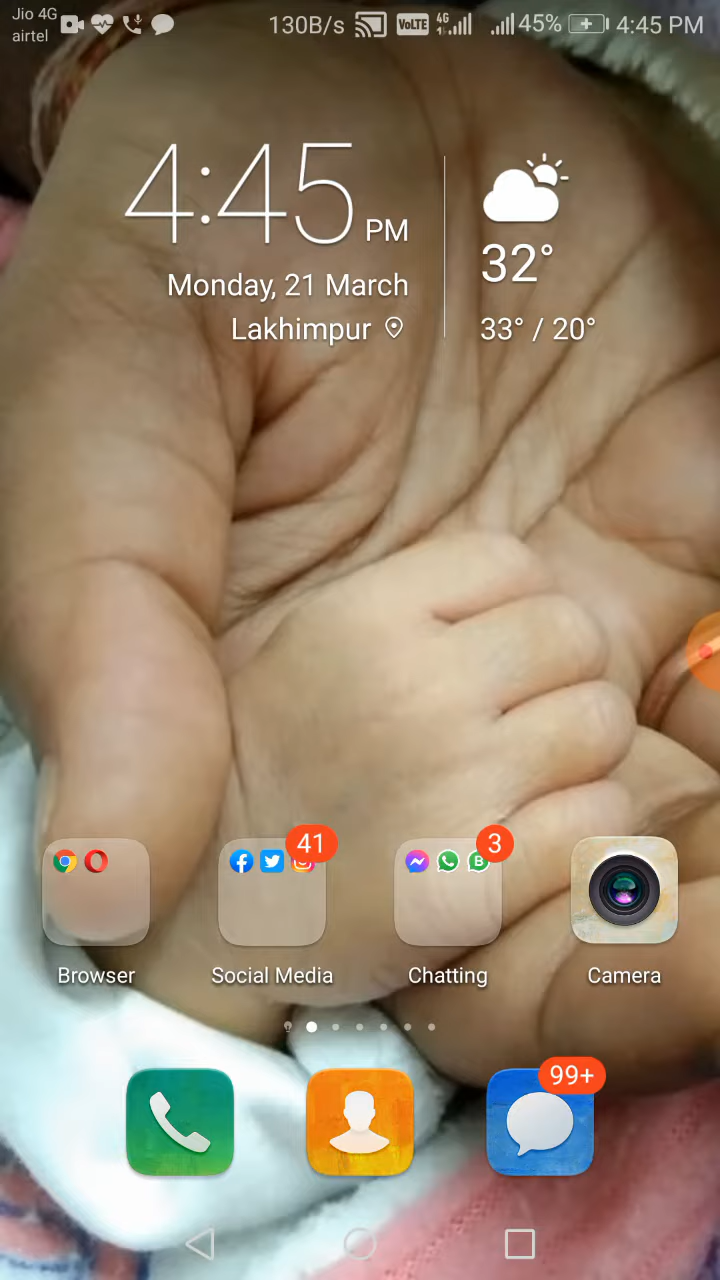 Jio 4G
airtel
130B/s VoLTE 4G 45% 4:45 PM
4:45 PM
Monday, 21 March
Lakhimpur
32°
33° / 20°
41
3
B
Browser
Social Media
Chatting
Camera
99+